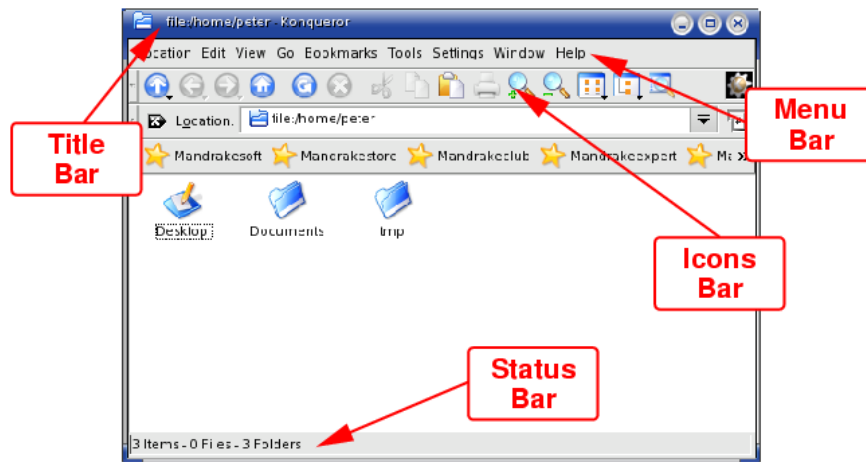 file:/home/peter - Konqueror
Location Edit View Go Bookmarks Tools Settings Window Help
Location: file:/home/peter
Mandrakesoft Mandrakestore Mandrakeclub Mandrakeexpert
Title
Bar
Menu
Bar
Desktop Documents tmp
Icons
Bar
Status
Bar
3 Items - 0 Files - 3 Folders